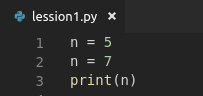 lession1.py ×
1 n = 5
2 n = 7
3 print(n)